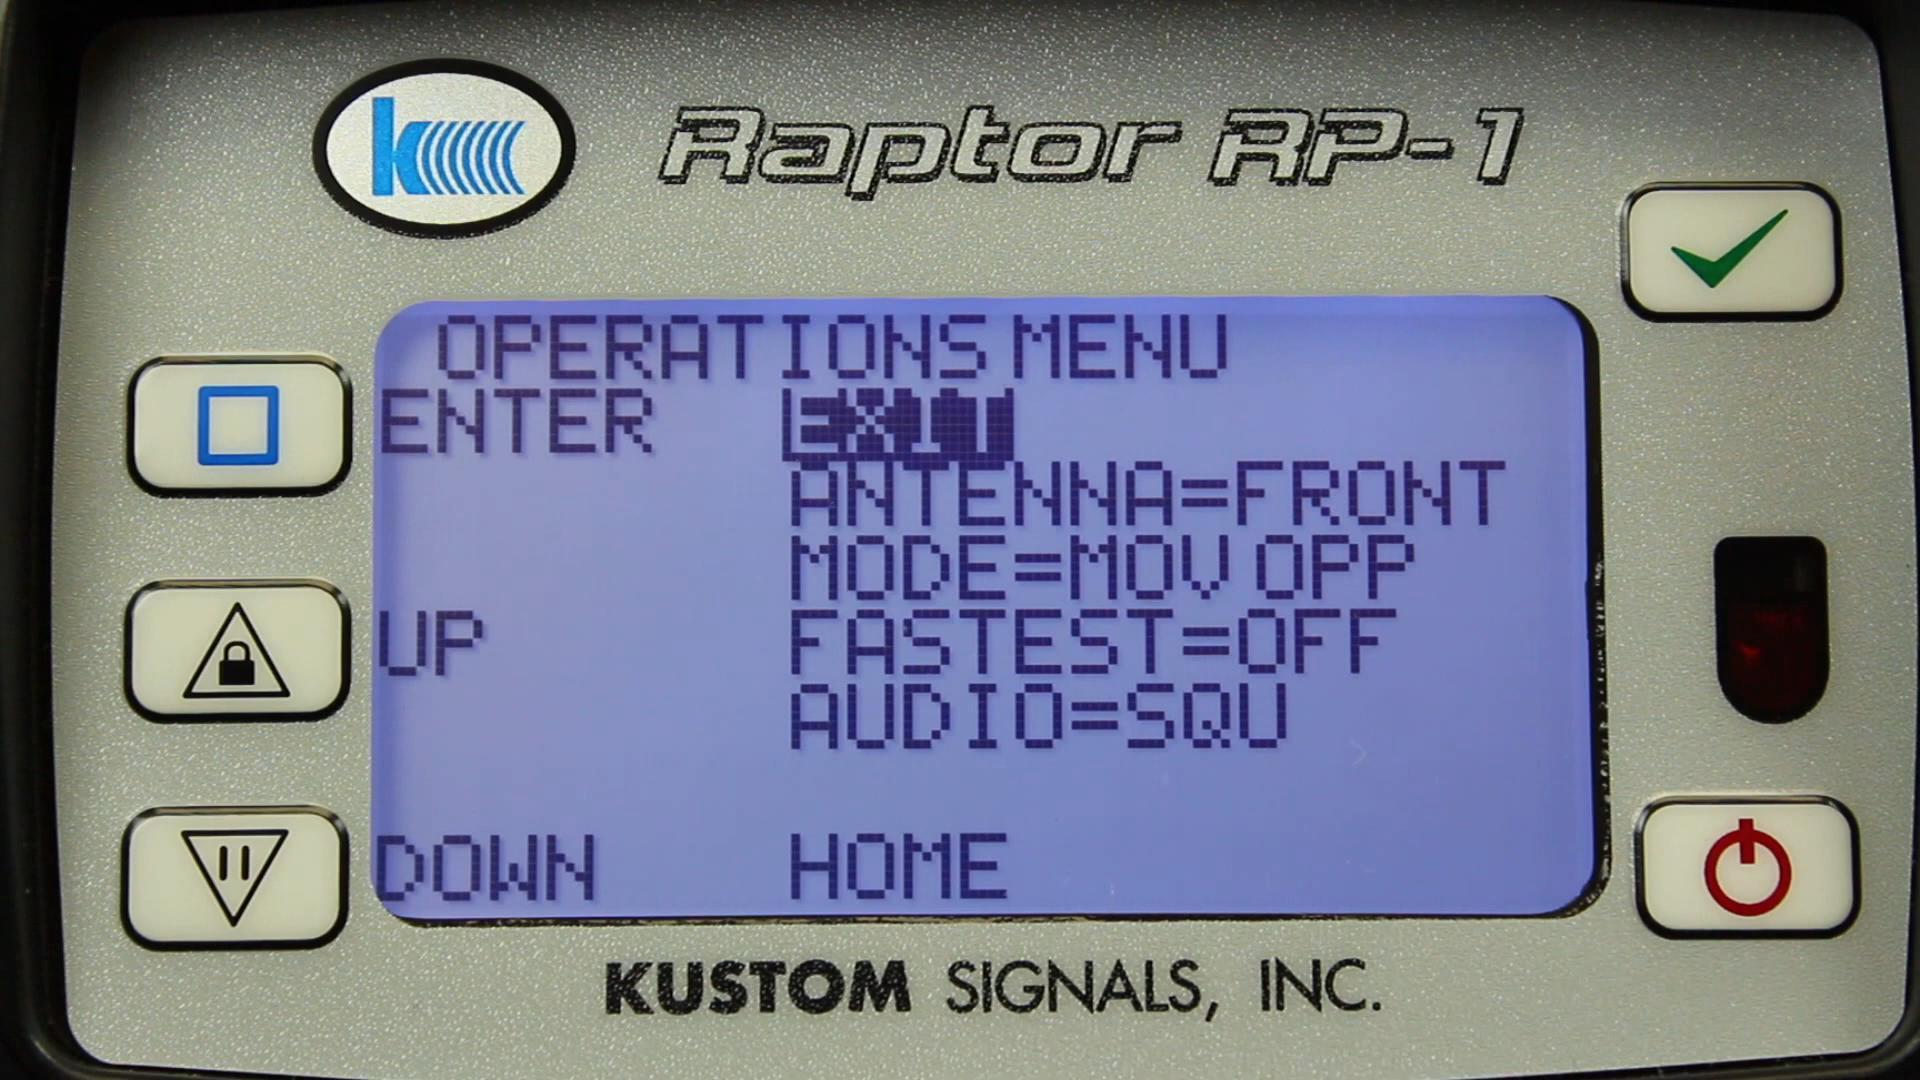 k
Raptor RP-1
OPERATIONS MENU
ENTER EXIT
ANTENNA=FRONT
MODE=MOV OPP
UP FASTEST=OFF
AUDIO=SQU
DOWN HOME
KUSTOM SIGNALS, INC.